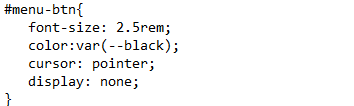 #menu-btn{
   font-size: 2.5rem;
   color:var(--black);
   cursor: pointer;
   display: none;
}